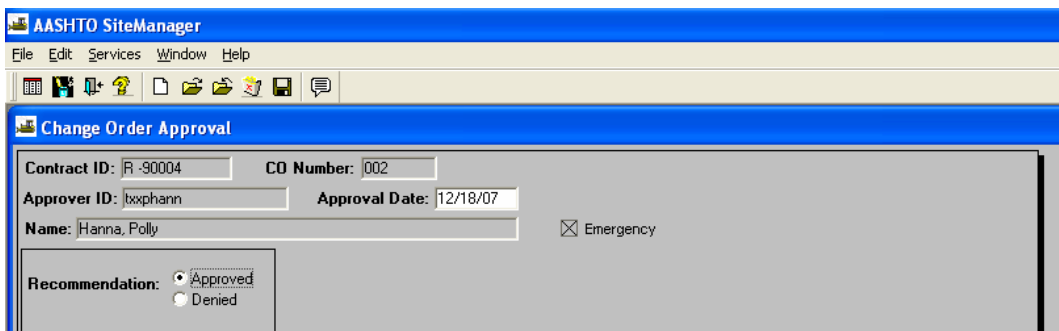 AASHTO SiteManager
File Edit Services Window Help
Change Order Approval
Contract ID: R -90004 CO Number: 002
Approver ID: txxphann Approval Date: 12/18/07
Name: Hanna, Polly Emergency
Recommendation: Approved
Denied